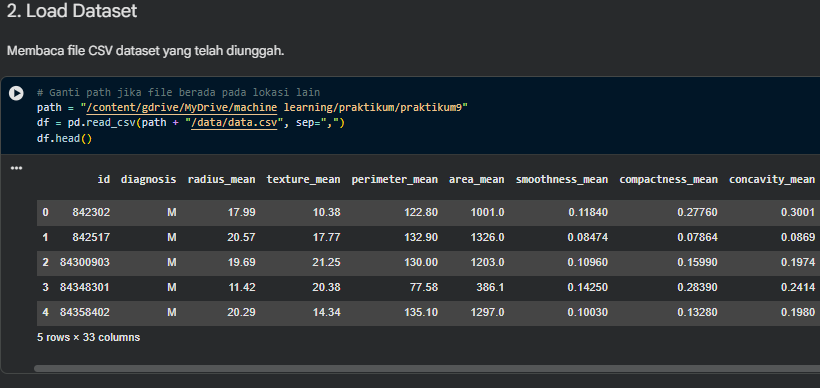 2. Load Dataset
Membaca file CSV dataset yang telah diunggah.
# Ganti path jika file berada pada lokasi lain
path = "/content/gdrive/MyDrive/machine learning/praktikum/praktikum9"
df = pd.read_csv(path + "/data/data.csv", sep=",")
df.head()
id diagnosis radius_mean texture_mean perimeter_mean area_mean smoothness_mean compactness_mean concavity_mean
0 842302 M 17.99 10.38 122.80 1001.0 0.11840 0.27760 0.3001
1 842517 M 20.57 17.77 132.90 1326.0 0.08474 0.07864 0.0869
2 84300903 M 19.69 21.25 130.00 1203.0 0.10960 0.15990 0.1974
3 84348301 M 11.42 20.38 77.58 386.1 0.14250 0.28390 0.2414
4 84358402 M 20.29 14.34 135.10 1297.0 0.10030 0.13280 0.1980
5 rows × 33 columns